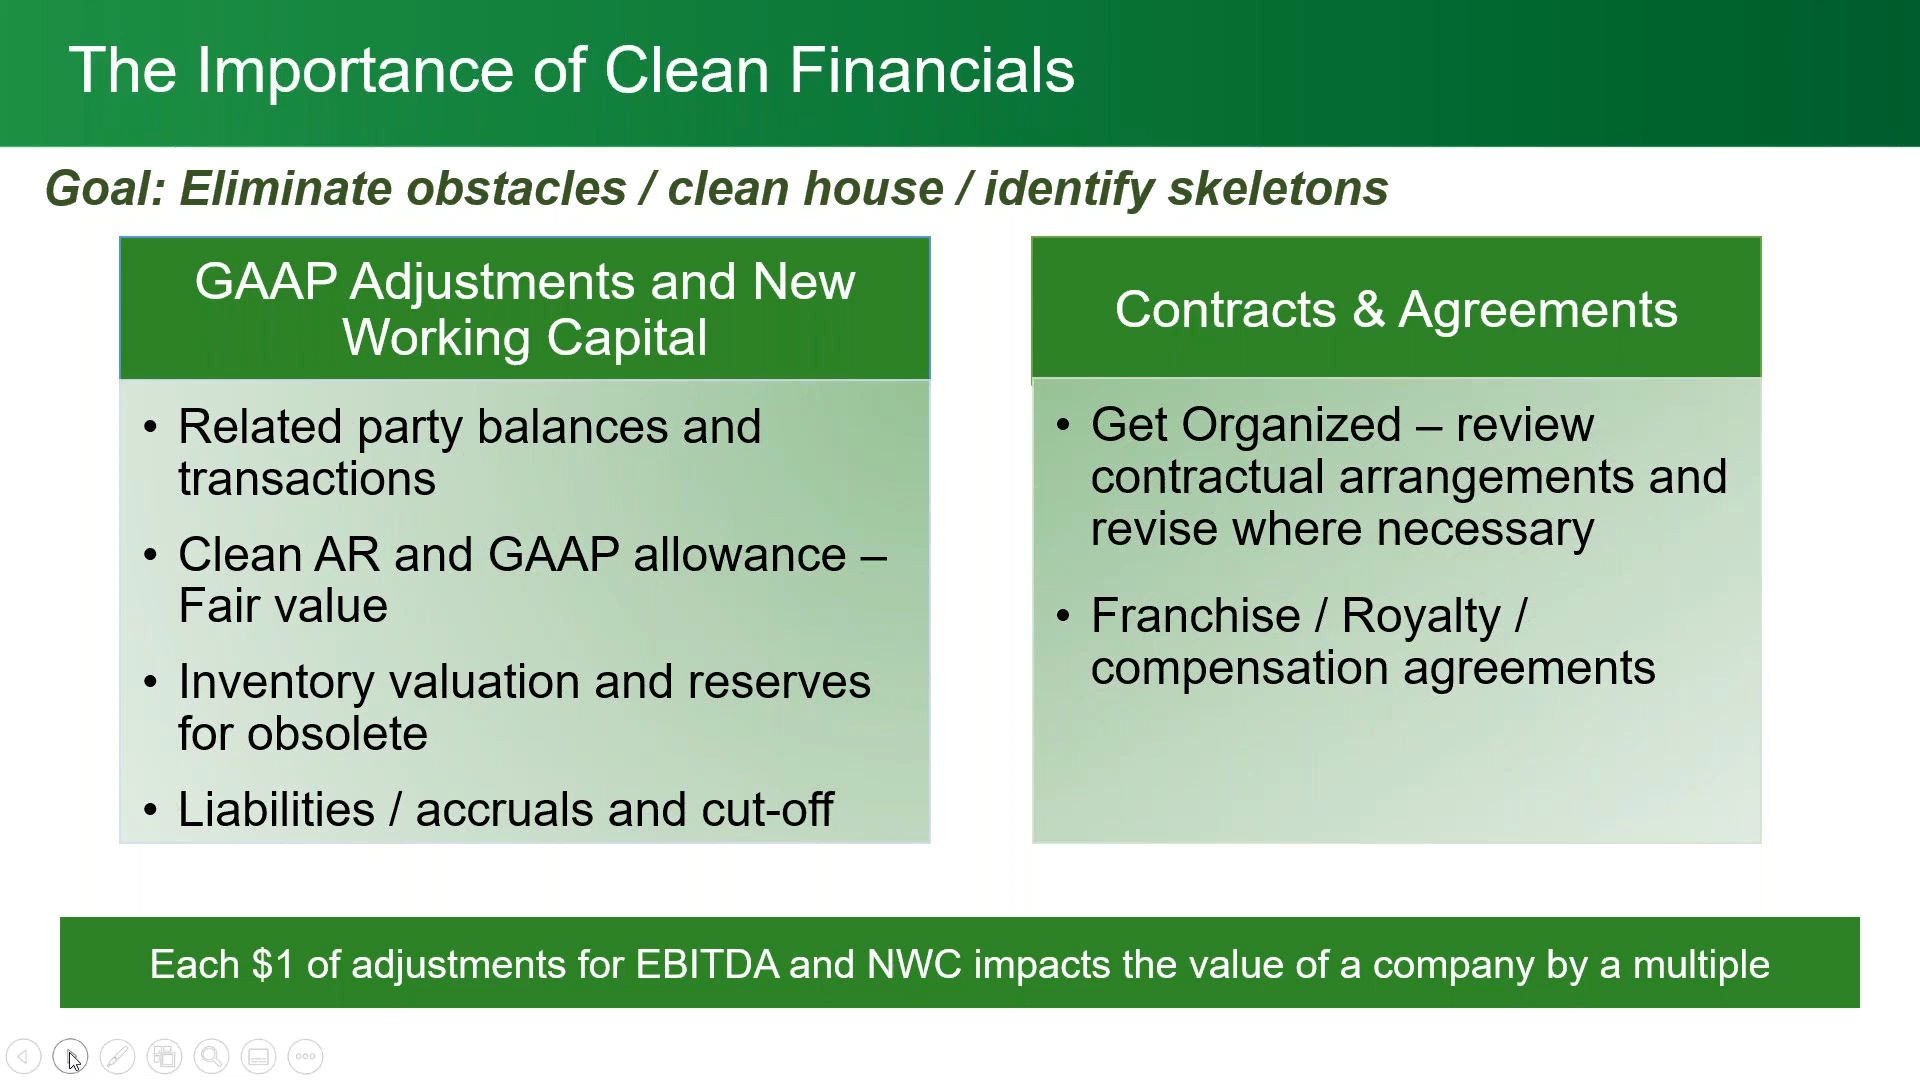 The Importance of Clean Financials
Goal: Eliminate obstacles / clean house / identify skeletons
GAAP Adjustments and New
Working Capital
• Related party balances and
transactions
• Clean AR and GAAP allowance –
Fair value
• Inventory valuation and reserves
for obsolete
• Liabilities / accruals and cut-off
Contracts & Agreements
• Get Organized – review
contractual arrangements and
revise where necessary
• Franchise / Royalty /
compensation agreements
Each $1 of adjustments for EBITDA and NWC impacts the value of a company by a multiple